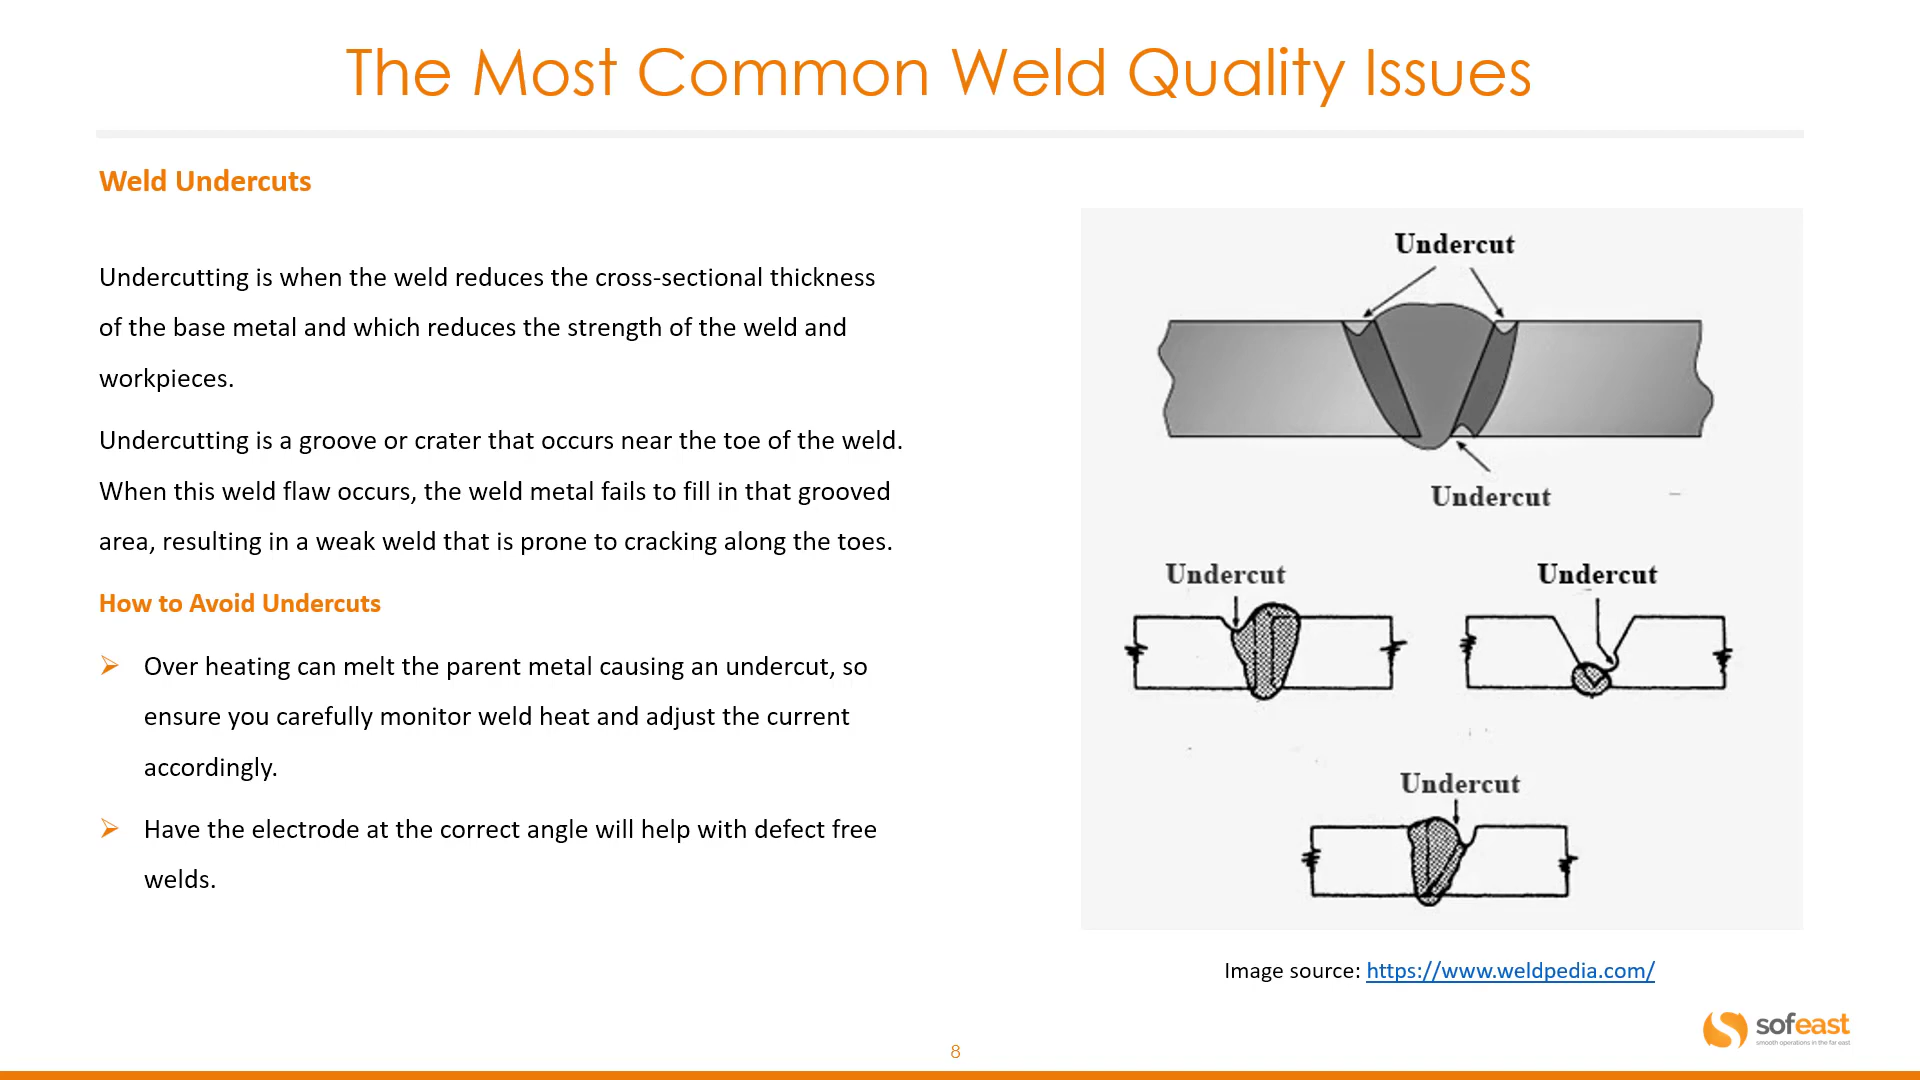 The Most Common Weld Quality Issues
Weld Undercuts
Undercutting is when the weld reduces the cross-sectional thickness
of the base metal and which reduces the strength of the weld and
workpieces.
Undercutting is a groove or crater that occurs near the toe of the weld.
When this weld flaw occurs, the weld metal fails to fill in that grooved
area, resulting in a weak weld that is prone to cracking along the toes.
How to Avoid Undercuts
Over heating can melt the parent metal causing an undercut, so
ensure you carefully monitor weld heat and adjust the current
accordingly.
Have the electrode at the correct angle will help with defect free
welds.
Undercut
Undercut
Undercut
Undercut
Undercut
Image source: https://www.weldpedia.com/
sofeast
smooth operations in the far east
8